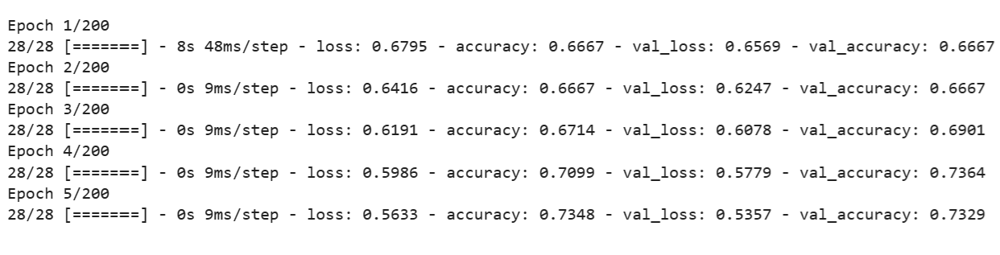 Epoch 1/200
28/28 [=======] - 8s 48ms/step - loss: 0.6795 - accuracy: 0.6667 - val_loss: 0.6569 - val_accuracy: 0.6667
Epoch 2/200
28/28 [=======] - 0s 9ms/step - loss: 0.6416 - accuracy: 0.6667 - val_loss: 0.6247 - val_accuracy: 0.6667
Epoch 3/200
28/28 [=======] - 0s 9ms/step - loss: 0.6191 - accuracy: 0.6714 - val_loss: 0.6078 - val_accuracy: 0.6901
Epoch 4/200
28/28 [=======] - 0s 9ms/step - loss: 0.5986 - accuracy: 0.7099 - val_loss: 0.5779 - val_accuracy: 0.7364
Epoch 5/200
28/28 [=======] - 0s 9ms/step - loss: 0.5633 - accuracy: 0.7348 - val_loss: 0.5357 - val_accuracy: 0.7329